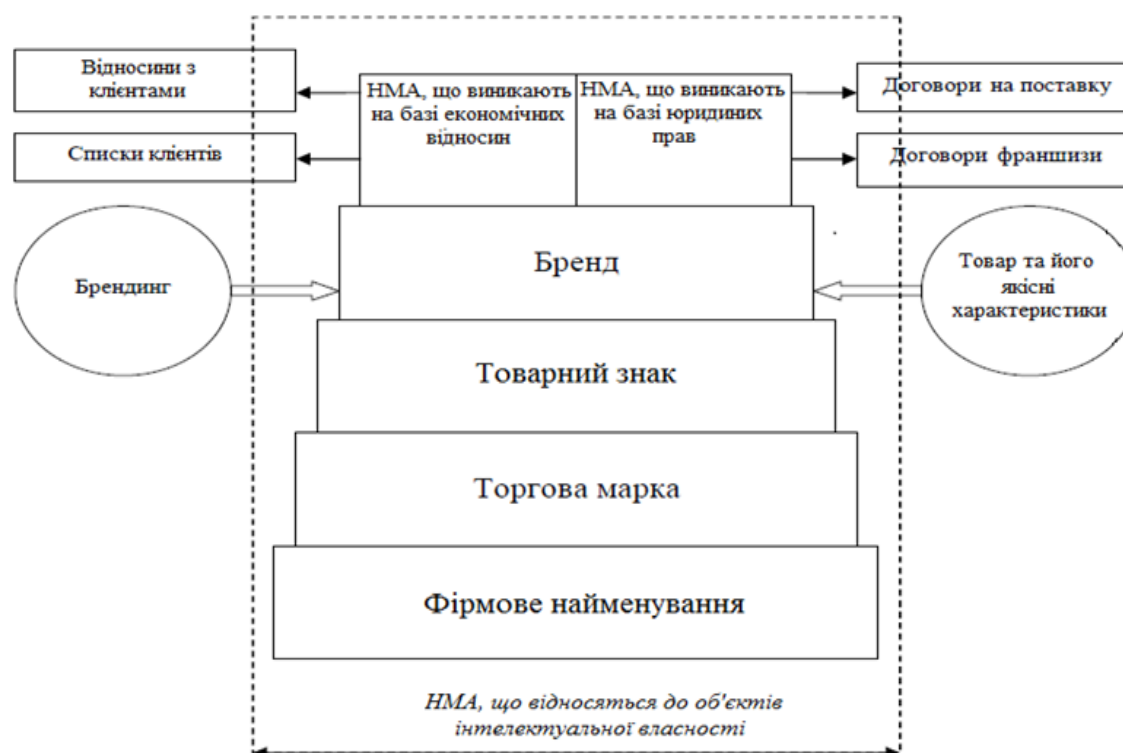 Відносини з
клієнтами
Списки клієнтів
НМА, що виникають
на базі економічних
відносин
НМА, що виникають
на базі юридиних
прав
Договори на поставку
Договори франшизи
Брендинг
Бренд
Товар та його
якісні
характеристики
Товарний знак
Торгова марка
Фірмове найменування
НМА, що відносяться до об'єктів
інтелектуальної власності